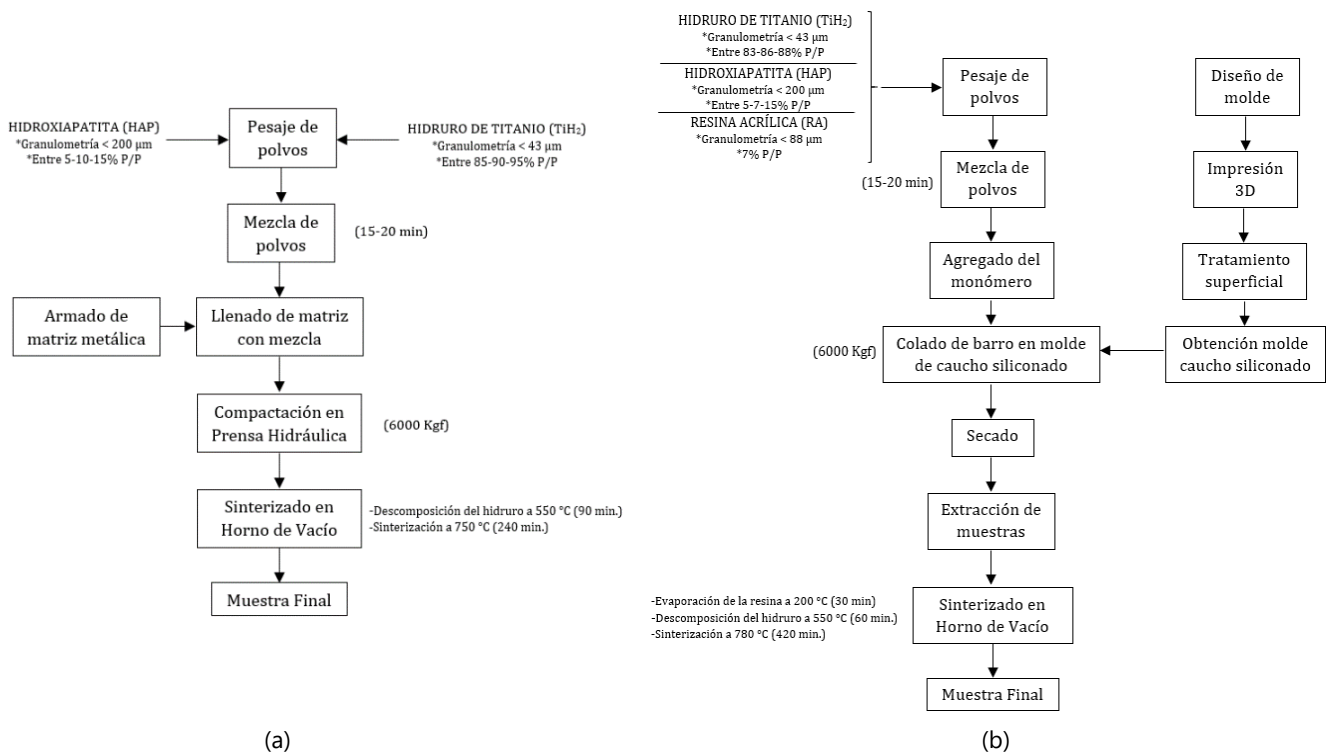 HIDROXIAPATITA (HAP)
*Granulometría < 200 µm
*Entre 5-10-15% P/P
Pesaje de
polvos
HIDRURO DE TITANIO (TiH₂)
*Granulometría < 43 µm
*Entre 85-90-95% P/P
Mezcla de
polvos
(15-20 min)
Armado de
matriz metálica
Llenado de matriz
con mezcla
Compactación en
Prensa Hidráulica
(6000 Kgf)
Sinterizado en
Horno de Vacío
-Descomposición del hidruro a 550 °C (90 min.)
-Sinterización a 750 °C (240 min.)
Muestra Final
(a)
HIDRURO DE TITANIO (TiH₂)
*Granulometría < 43 µm
*Entre 83-86-88% P/P
HIDROXIAPATITA (HAP)
*Granulometría < 200 µm
*Entre 5-7-15% P/P
RESINA ACRÍLICA (RA)
*Granulometría < 88 µm
*7% P/P
Pesaje de
polvos
Diseño de
molde
(15-20 min)
Mezcla de
polvos
Impresión
3D
Agregado del
monómero
Tratamiento
superficial
(6000 Kgf)
Colado de barro en molde
de caucho siliconado
Obtención molde
caucho siliconado
Secado
Extracción de
muestras
-Evaporación de la resina a 200 °C (30 min)
-Descomposición del hidruro a 550 °C (60 min.)
-Sinterización a 780 °C (420 min.)
Sinterizado en
Horno de Vacío
Muestra Final
(b)